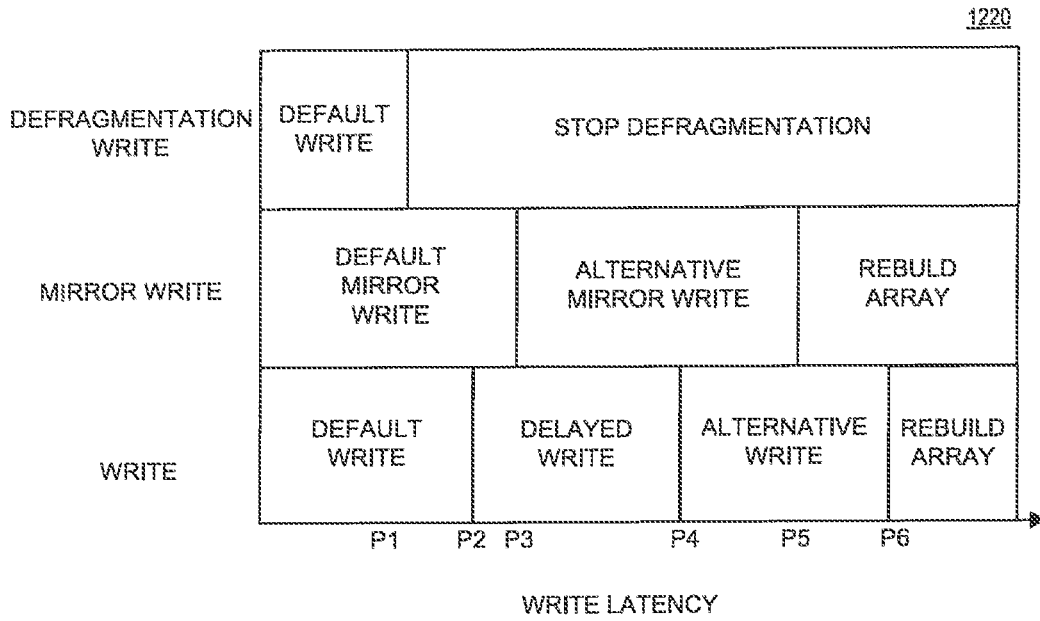 1220
DEFRAGMENTATION
WRITE
DEFAULT
WRITE
STOP DEFRAGMENTATION
MIRROR WRITE
DEFAULT
MIRROR
WRITE
ALTERNATIVE
MIRROR WRITE
REBUILD
ARRAY
WRITE
DEFAULT
WRITE
DELAYED
WRITE
ALTERNATIVE
WRITE
REBUILD
ARRAY
P1 P2 P3 P4 P5 P6
WRITE LATENCY